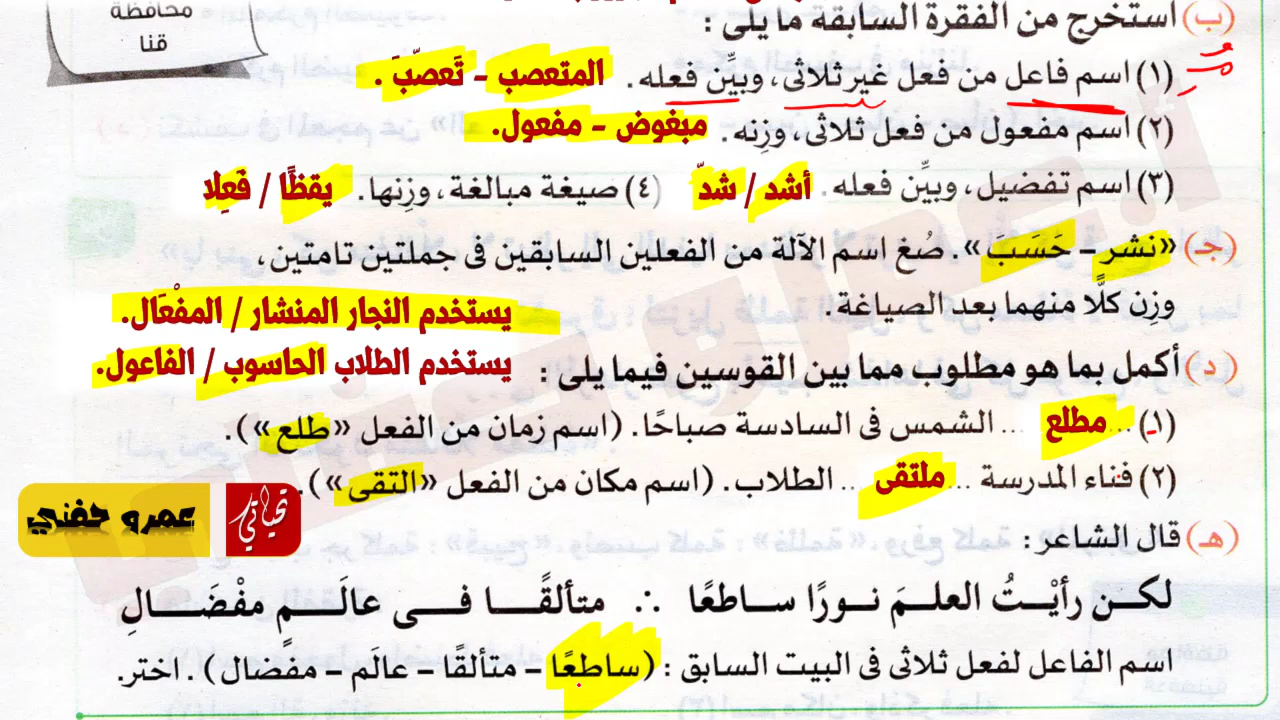 محافظة
قنا
(ب) استخرج من الفقرة السابقة ما يلى :
(١) اسم فاعل من فعل غير ثلاثى، وبيِّن فعله. المتعصب - تَعصّبَ .
(٢) اسم مفعول من فعل ثلاثى، وزِنه. مبغوض - مفعول.
(٣) اسم تفضيل، وبيِّن فعله. أشد / شدّ (٤) صيغة مبالغة، وزِنها. يقظًا / فَعِلا
(جـ) «نشر - حَسَبَ». صُغ اسم الآلة من الفعلين السابقين فى جملتين تامتين،
وزِن كلًّا منهما بعد الصياغة. يستخدم النجار المنشار / المفْعَال.
يستخدم الطلاب الحاسوب / الفاعول.
(د) أكمل بما هو مطلوب مما بين القوسين فيما يلى :
(١) ... مطلع ... الشمس فى السادسة صباحًا. (اسم زمان من الفعل «طلع»).
(٢) فناء المدرسة ... ملتقى ... الطلاب. (اسم مكان من الفعل «التقى»).
(هـ) قال الشاعر :
لكن رأيْتُ العلمَ نورًا ساطعًا ∴ متألقًا فى عالَمٍ مفْضَالِ
اسم الفاعل لفعل ثلاثى فى البيت السابق : (ساطعًا - متألقًا - عالَم - مفضال). اختر.
تحياتي
عمرو حفني